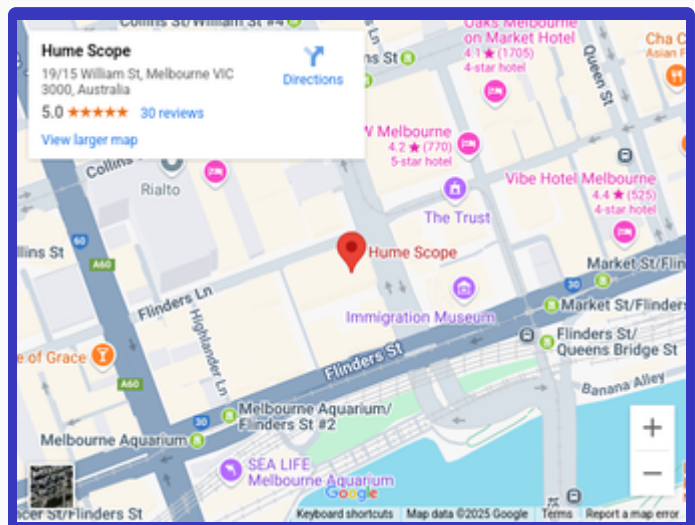 Collins St/William St #4
Hume Scope
19/15 William St, Melbourne VIC
3000, Australia
5.0
30 reviews
View larger map
Directions
Oaks Melbourne
on Market Hotel
4.1 ★ (1705)
4-star hotel
Cha C
Asian F
Queen St
ns St
W Melbourne
4.2 ★ (770)
5-star hotel
Collins
Rialto
Vibe Hotel Melbourne
4.4 ★ (525)
4-star hotel
The Trust
60
llins St
A60
Hume Scope
Market St/Flin
30
Immigration Museum
Market St/Flinders
Flinders Ln
Highlander Ln
Flinders St
Flinders St/
Queens Bridge St
e of Grace
A60
Banana Alley
30
Melbourne Aquarium/
Flinders St #2
Melbourne Aquarium
SEA LIFE
Melbourne Aquarium
Google
+
−
cer St/Flinders St
Keyboard shortcuts
Map data ©2025 Google
Terms
Report a map error